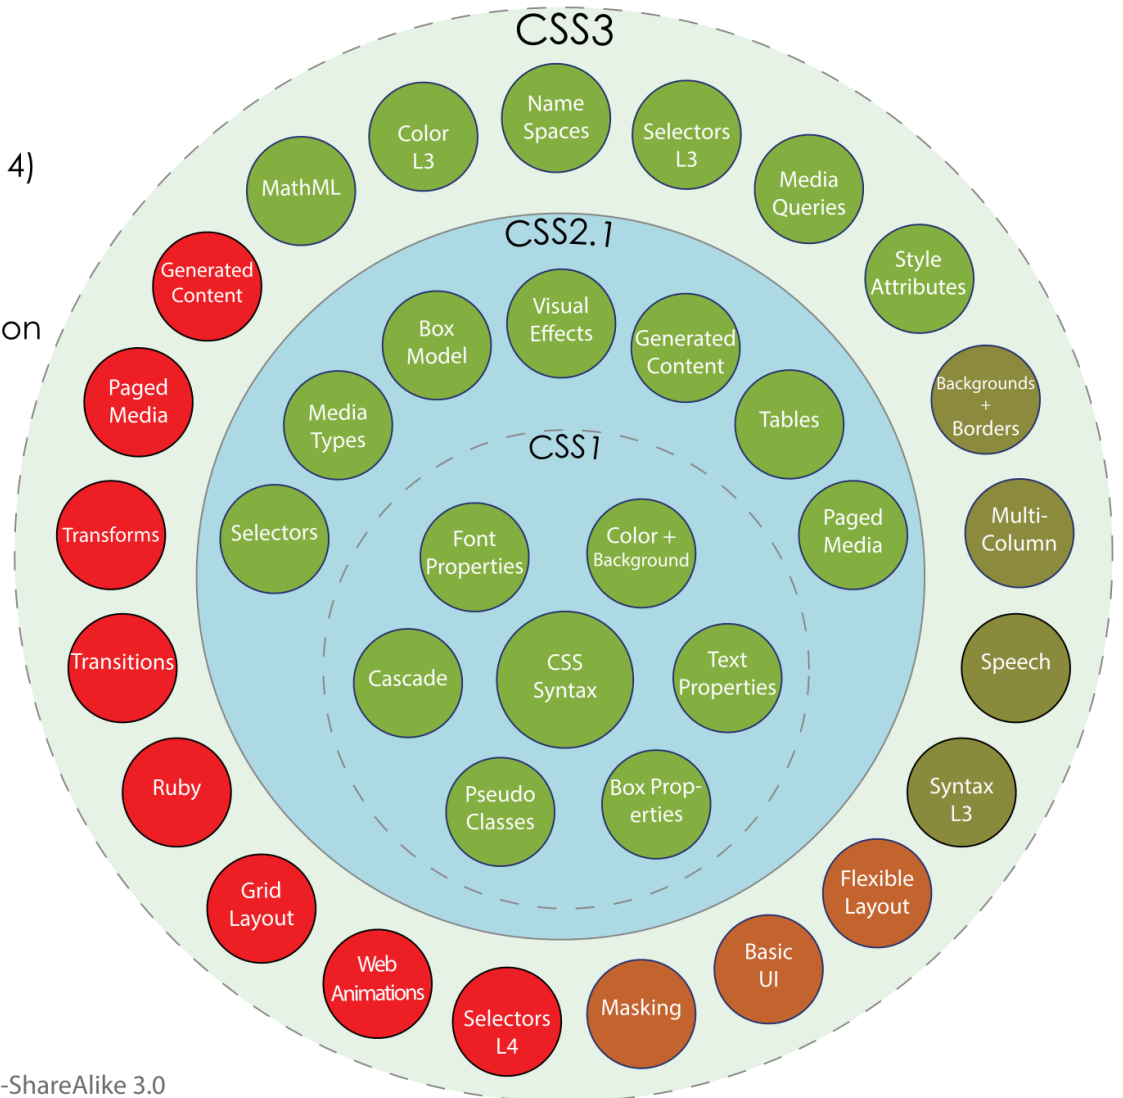 CSS3
Name
Spaces
Color
L3
Selectors
L3
4)
MathML
Media
Queries
CSS2.1
Generated
Content
Style
Attributes
on
Visual
Effects
Box
Model
Generated
Content
Paged
Media
Media
Types
Tables
Backgrounds
+
Borders
CSS1
Transforms
Selectors
Font
Properties
Color +
Background
Paged
Media
Multi-
Column
Transitions
Cascade
CSS
Syntax
Text
Properties
Speech
Ruby
Pseudo
Classes
Box Prop-
erties
Syntax
L3
Grid
Layout
Flexible
Layout
Web
Animations
Basic
UI
Selectors
L4
Masking
-ShareAlike 3.0